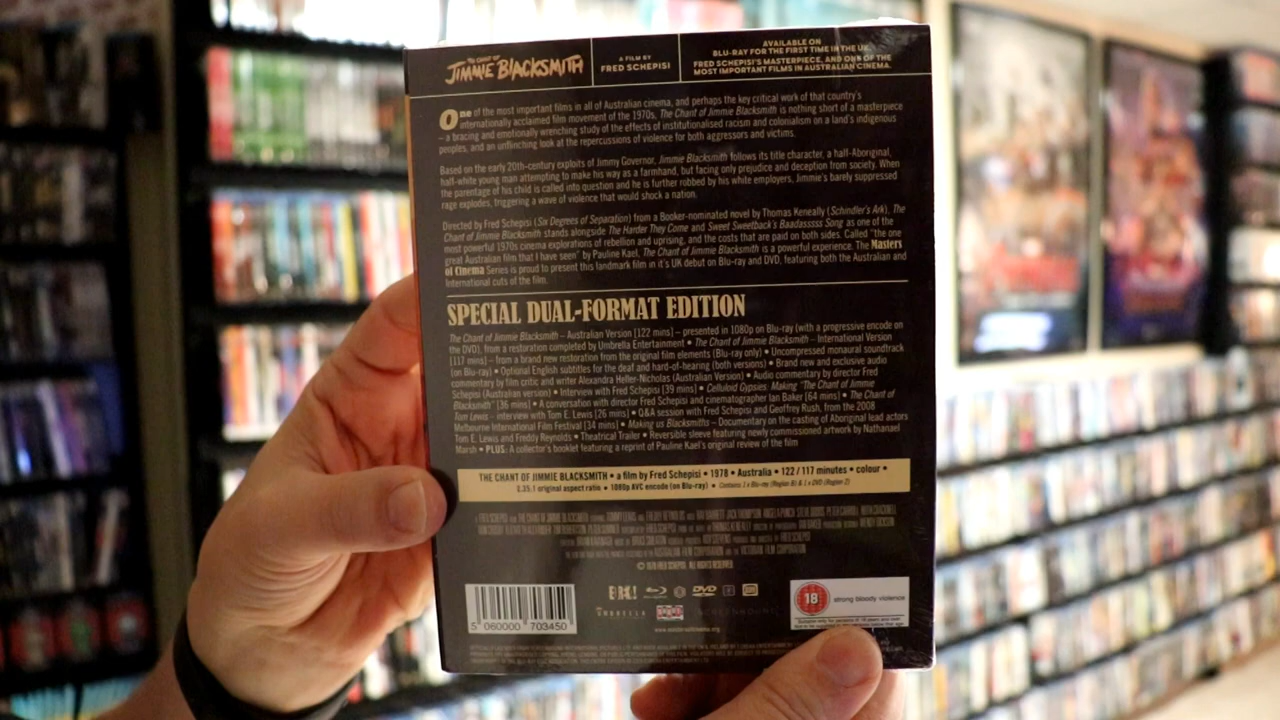 THE CHANT OF
JIMMIE BLACKSMITH
A FILM BY
FRED SCHEPISI
AVAILABLE ON
BLU-RAY FOR THE FIRST TIME IN THE UK.
FRED SCHEPISI'S MASTERPIECE, AND ONE OF THE
MOST IMPORTANT FILMS IN AUSTRALIAN CINEMA.
One of the most important films in all of Australian cinema, and perhaps the key critical work of that country's
internationally acclaimed film movement of the 1970s, The Chant of Jimmie Blacksmith is nothing short of a masterpiece
– a bracing and emotionally wrenching study of the effects of institutionalised racism and colonialism on a land's indigenous
peoples, and an unflinching look at the repercussions of violence for both aggressors and victims.
Based on the early 20th-century exploits of Jimmy Governor, Jimmie Blacksmith follows its title character, a half-Aboriginal,
half-white young man attempting to make his way as a farmhand, but facing only prejudice and deception from society. When
the parentage of his child is called into question and he is further robbed by his white employers, Jimmie's barely suppressed
rage explodes, triggering a wave of violence that would shock a nation.
Directed by Fred Schepisi (Six Degrees of Separation) from a Booker-nominated novel by Thomas Keneally (Schindler's Ark), The
Chant of Jimmie Blacksmith stands alongside The Harder They Come and Sweet Sweetback's Baadasssss Song as one of the
most powerful 1970s cinema explorations of rebellion and uprising, and the costs that are paid on both sides. Called "the one
great Australian film that I have seen" by Pauline Kael, The Chant of Jimmie Blacksmith is a powerful experience. The Masters
of Cinema Series is proud to present this landmark film in it's UK debut on Blu-ray and DVD, featuring both the Australian and
International cuts of the film.
SPECIAL DUAL-FORMAT EDITION
The Chant of Jimmie Blacksmith – Australian Version [122 mins] – presented in 1080p on Blu-ray (with a progressive encode on
the DVD), from a restoration completed by Umbrella Entertainment • The Chant of Jimmie Blacksmith – International Version
[117 mins] – from a brand new restoration from the original film elements (Blu-ray only) • Uncompressed monaural soundtrack
(on Blu-ray) • Optional English subtitles for the deaf and hard-of-hearing (both versions) • Brand new and exclusive audio
commentary by film critic and writer Alexandra Heller-Nicholas (Australian Version) • Audio commentary by director Fred
Schepisi (Australian version) • Interview with Fred Schepisi [39 mins] • Celluloid Gypsies: Making "The Chant of Jimmie
Blacksmith" [36 mins] • A conversation with director Fred Schepisi and cinematographer Ian Baker [64 mins] • The Chant of
Tom Lewis – interview with Tom E. Lewis [26 mins] • Q&A session with Fred Schepisi and Geoffrey Rush, from the 2008
Melbourne International Film Festival [34 mins] • Making us Blacksmiths – Documentary on the casting of Aboriginal lead actors
Tom E. Lewis and Freddy Reynolds • Theatrical Trailer • Reversible sleeve featuring newly commissioned artwork by Nathanael
Marsh • PLUS: A collector's booklet featuring a reprint of Pauline Kael's original review of the film
THE CHANT OF JIMMIE BLACKSMITH • a film by Fred Schepisi • 1978 • Australia • 122 / 117 minutes • colour •
2.35:1 original aspect ratio • 1080p AVC encode (on Blu-ray) • Contains 1 x Blu-ray (Region B) & 1 x DVD (Region 2)
AUSTRALIAN FILM CORPORATION AND THE VICTORIAN FILM CORPORATION
© 1978 FRED SCHEPISI. ALL RIGHTS RESERVED.
5 060000 703450
DVD
UMBRELLA
SCREENBOUND
18
strong bloody violence